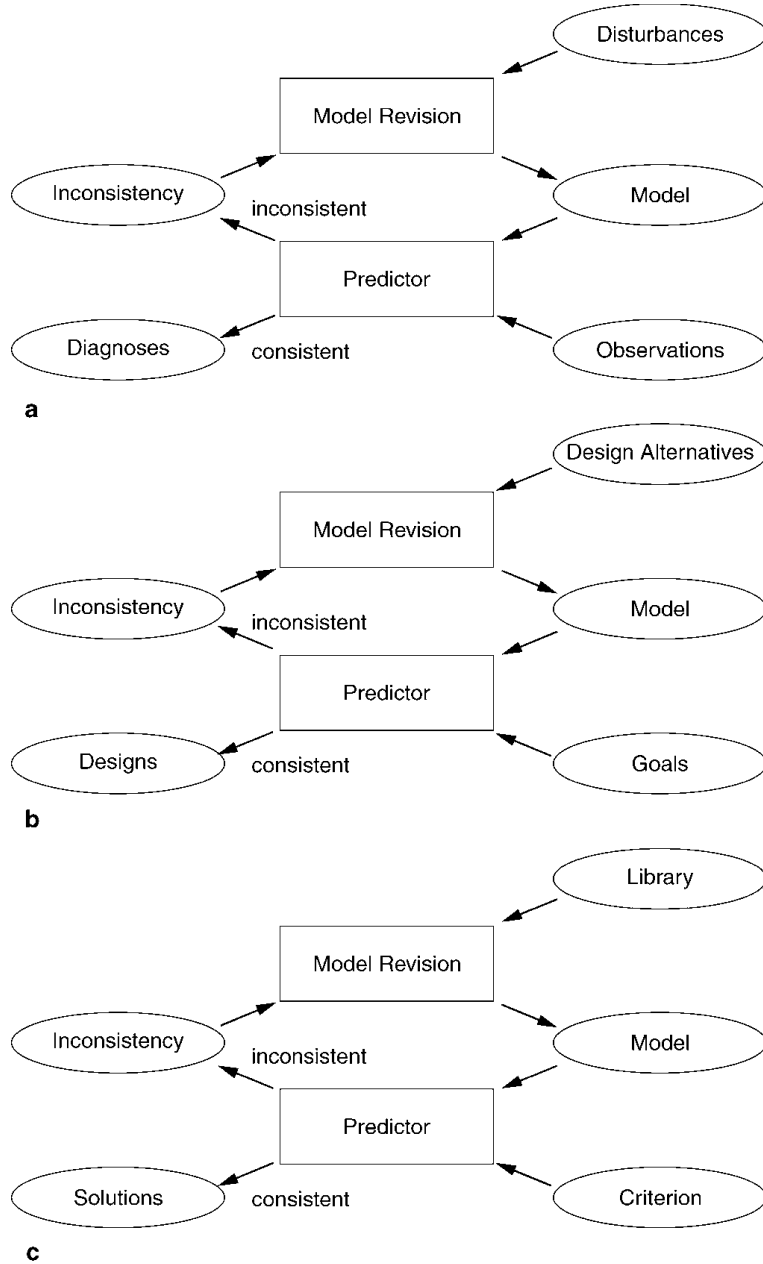 Disturbances
Model Revision
Inconsistency
Model
inconsistent
Predictor
Diagnoses
consistent
Observations
a
Design Alternatives
Model Revision
Inconsistency
Model
inconsistent
Predictor
Designs
consistent
Goals
b
Library
Model Revision
Inconsistency
Model
inconsistent
Predictor
Solutions
consistent
Criterion
c